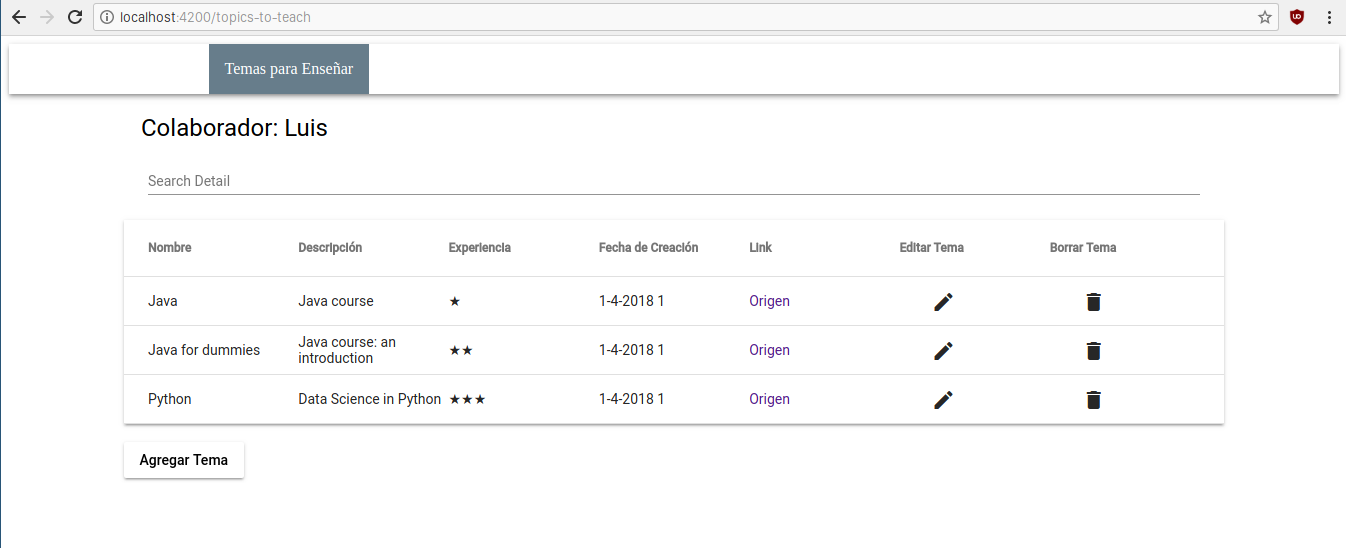 localhost:4200/topics-to-teach
Temas para Enseñar
Colaborador: Luis
Search Detail
Nombre Descripción Experiencia Fecha de Creación Link Editar Tema Borrar Tema
Java Java course ★ 1-4-2018 1 Origen
Java for dummies Java course: an introduction ★★ 1-4-2018 1 Origen
Python Data Science in Python ★★★ 1-4-2018 1 Origen
Agregar Tema